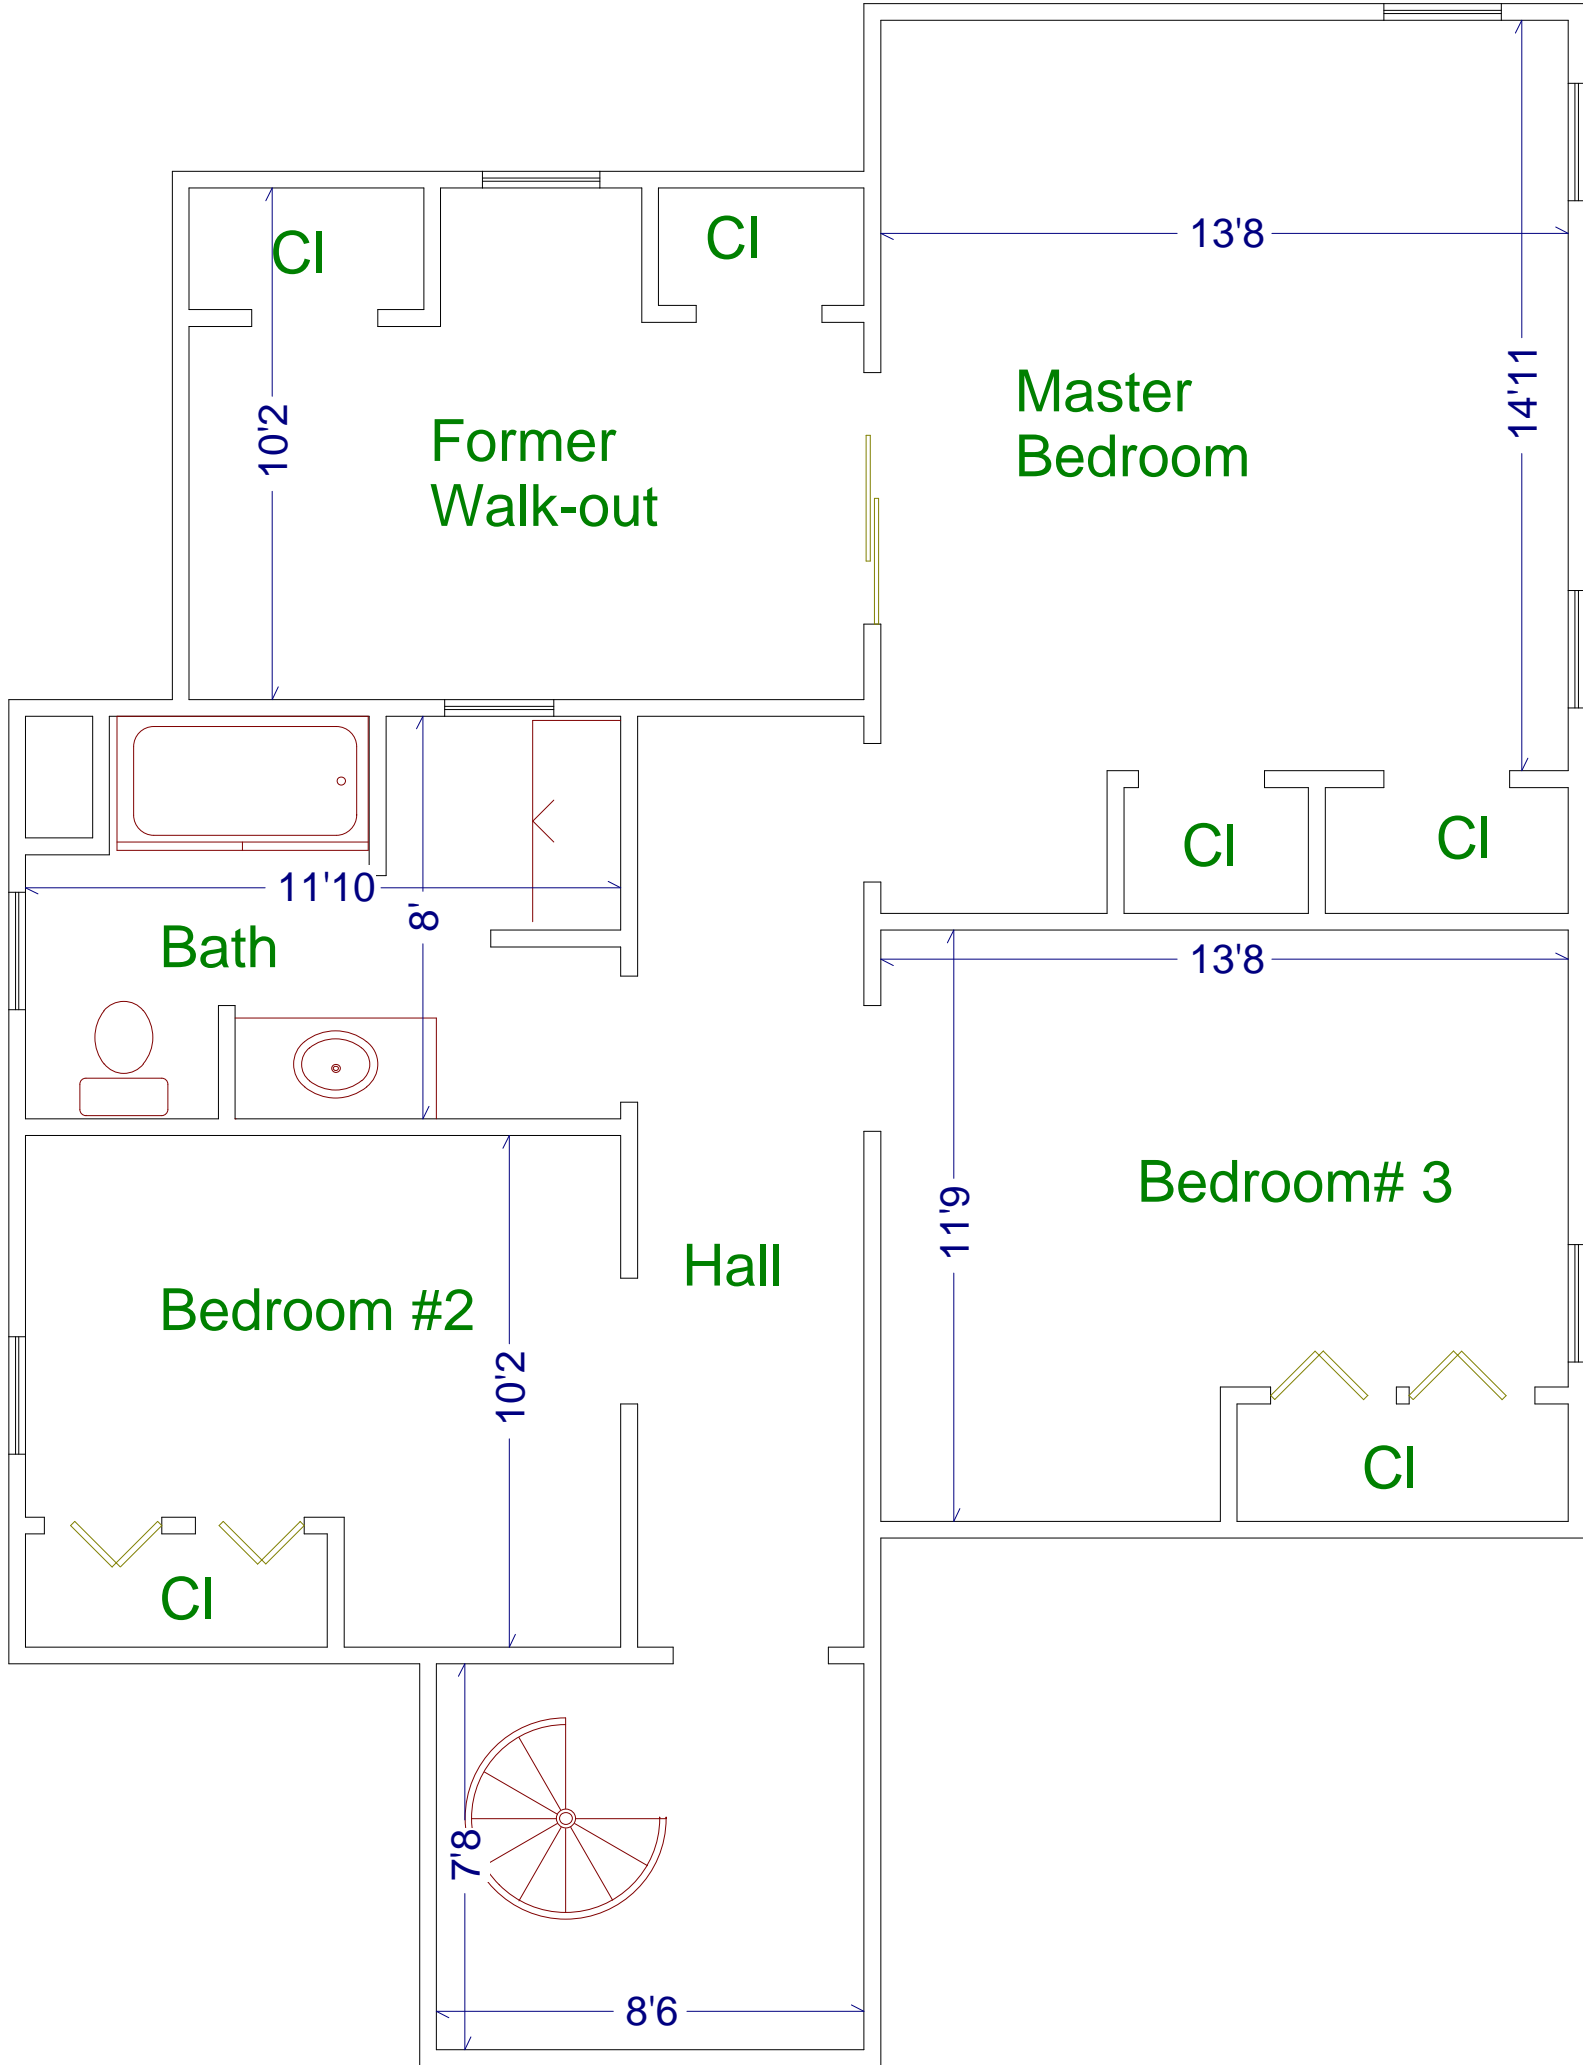 Cl
Cl
13'8
Master
Bedroom
14'11
10'2
Former
Walk-out
Cl
Cl
11'10
8'
Bath
13'8
11'9
Bedroom# 3
Hall
Bedroom #2
10'2
Cl
Cl
7'8
8'6